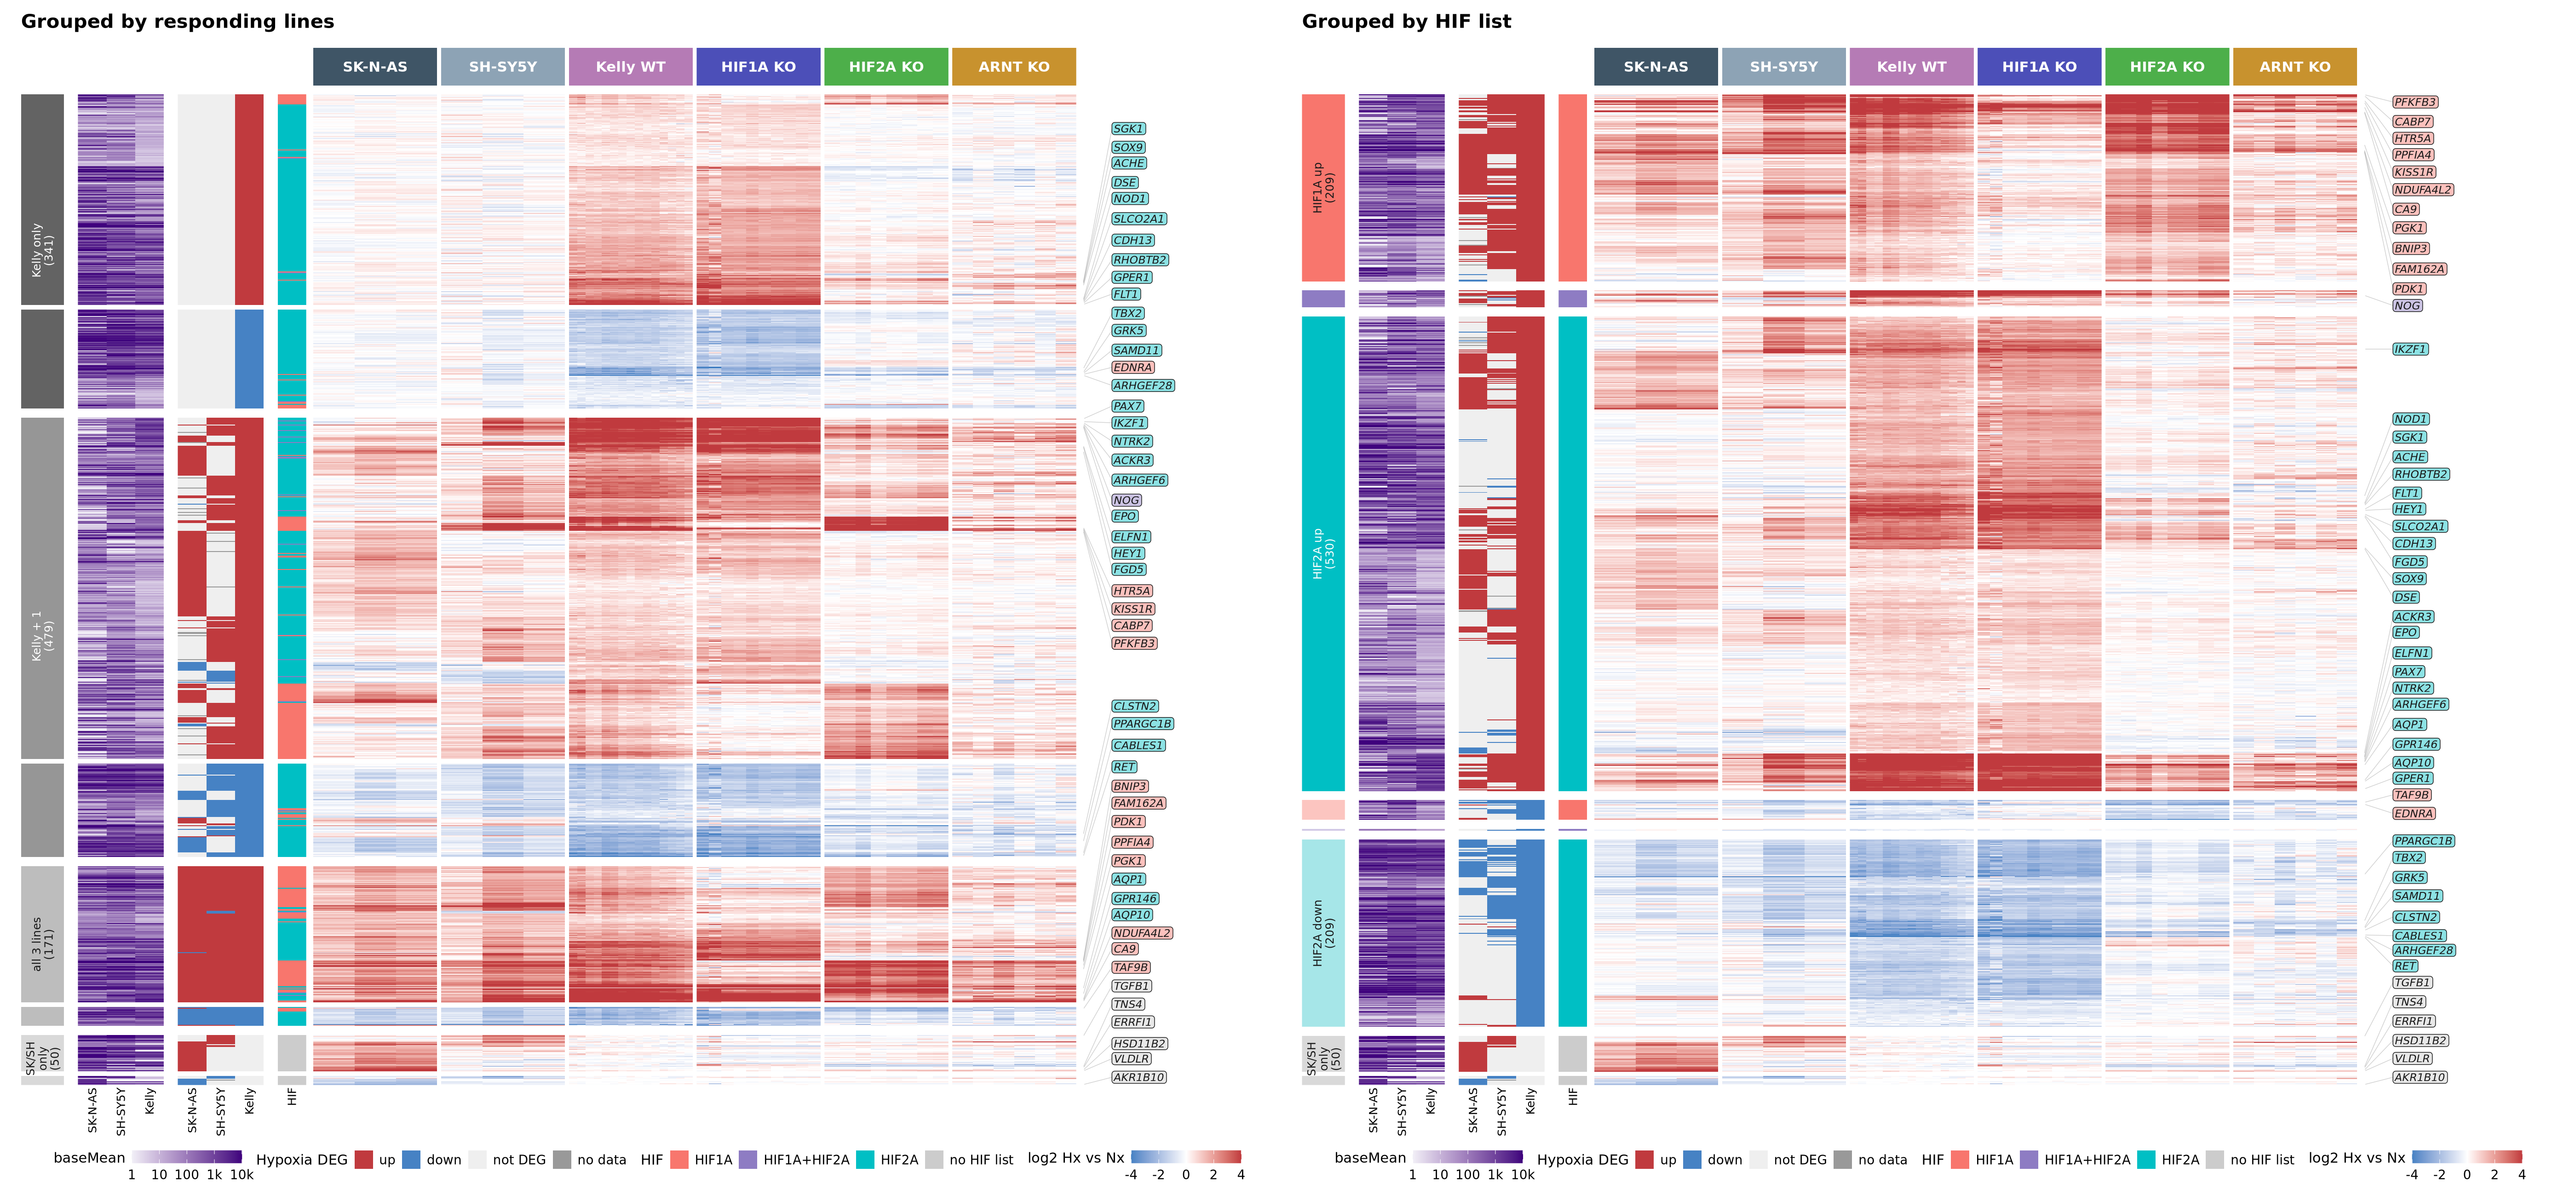 Grouped by responding lines
SK-N-AS
SH-SY5Y
Kelly WT
HIF1A KO
HIF2A KO
ARNT KO
Kelly only
(341)
Kelly + 1
(479)
all 3 lines
(171)
SK/SH
only
(50)
SGK1
SOX9
ACHE
DSE
NOD1
SLCO2A1
CDH13
RHOBTB2
GPER1
FLT1
TBX2
GRK5
SAMD11
EDNRA
ARHGEF28
PAX7
IKZF1
NTRK2
ACKR3
ARHGEF6
NOG
EPO
ELFN1
HEY1
FGD5
HTR5A
KISS1R
CABP7
PFKFB3
CLSTN2
PPARGC1B
CABLES1
RET
BNIP3
FAM162A
PDK1
PPFIA4
PGK1
AQP1
GPR146
AQP10
NDUFA4L2
CA9
TAF9B
TGFB1
TNS4
ERRFI1
HSD11B2
VLDLR
AKR1B10
SK-N-AS
SH-SY5Y
Kelly
SK-N-AS
SH-SY5Y
Kelly
HIF
baseMean
1 10 100 1k 10k
Hypoxia DEG up down not DEG no data
HIF HIF1A HIF1A+HIF2A HIF2A no HIF list
log2 Hx vs Nx
-4 -2 0 2 4
Grouped by HIF list
SK-N-AS
SH-SY5Y
Kelly WT
HIF1A KO
HIF2A KO
ARNT KO
HIF1A up
(209)
HIF2A up
(530)
HIF2A down
(209)
SK/SH
only
(50)
PFKFB3
CABP7
HTR5A
PPFIA4
KISS1R
NDUFA4L2
CA9
PGK1
BNIP3
FAM162A
PDK1
NOG
IKZF1
NOD1
SGK1
ACHE
RHOBTB2
FLT1
HEY1
SLCO2A1
CDH13
FGD5
SOX9
DSE
ACKR3
EPO
ELFN1
PAX7
NTRK2
ARHGEF6
AQP1
GPR146
AQP10
GPER1
TAF9B
EDNRA
PPARGC1B
TBX2
GRK5
SAMD11
CLSTN2
CABLES1
ARHGEF28
RET
TGFB1
TNS4
ERRFI1
HSD11B2
VLDLR
AKR1B10
SK-N-AS
SH-SY5Y
Kelly
SK-N-AS
SH-SY5Y
Kelly
HIF
baseMean
1 10 100 1k 10k
Hypoxia DEG up down not DEG no data
HIF HIF1A HIF1A+HIF2A HIF2A no HIF list
log2 Hx vs Nx
-4 -2 0 2 4